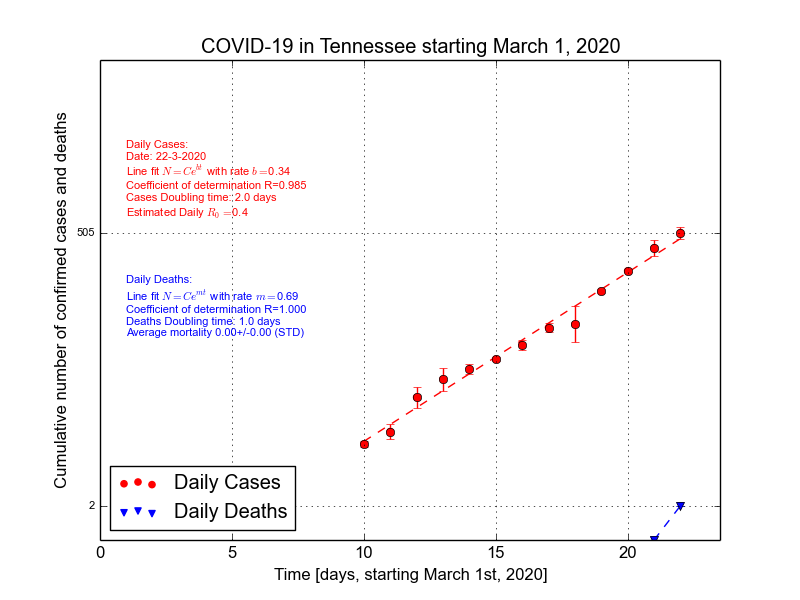 COVID-19 in Tennessee starting March 1, 2020
Cumulative number of confirmed cases and deaths
Daily Cases:
Date: 22-3-2020
Line fit N = Ce^{bt} with rate b =0.34
Coefficient of determination R=0.985
Cases Doubling time: 2.0 days
Estimated Daily R_0 =0.4
505
Daily Deaths:
Line fit N = Ce^{mt} with rate m =0.69
Coefficient of determination R=1.000
Deaths Doubling time: 1.0 days
Average mortality 0.00+/-0.00 (STD)
Daily Cases
Daily Deaths
2
0 5 10 15 20
Time [days, starting March 1st, 2020]